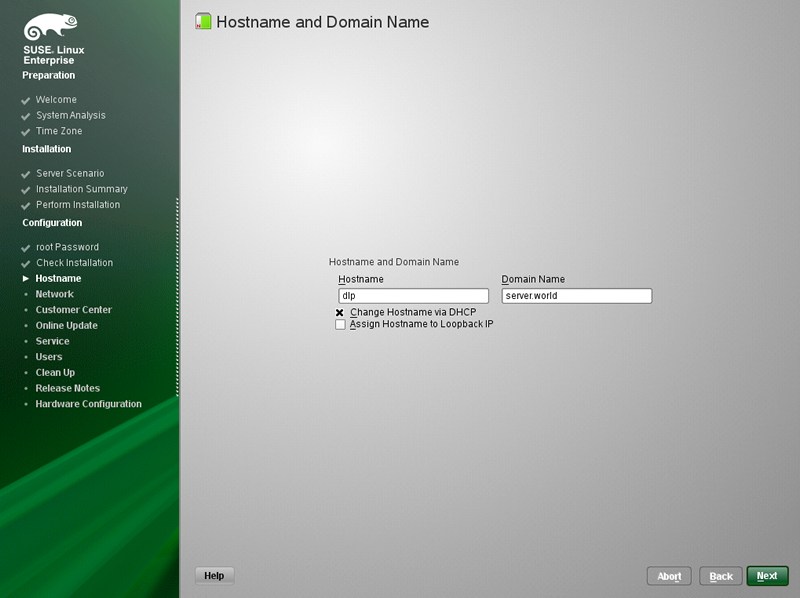 SUSE. Linux
Enterprise
Preparation
Welcome
System Analysis
Time Zone
Installation
Server Scenario
Installation Summary
Perform Installation
Configuration
root Password
Check Installation
Hostname
Network
Customer Center
Online Update
Service
Users
Clean Up
Release Notes
Hardware Configuration
Hostname and Domain Name
Hostname and Domain Name
Hostname Domain Name
dlp server.world
Change Hostname via DHCP
Assign Hostname to Loopback IP
Help Abort Back Next